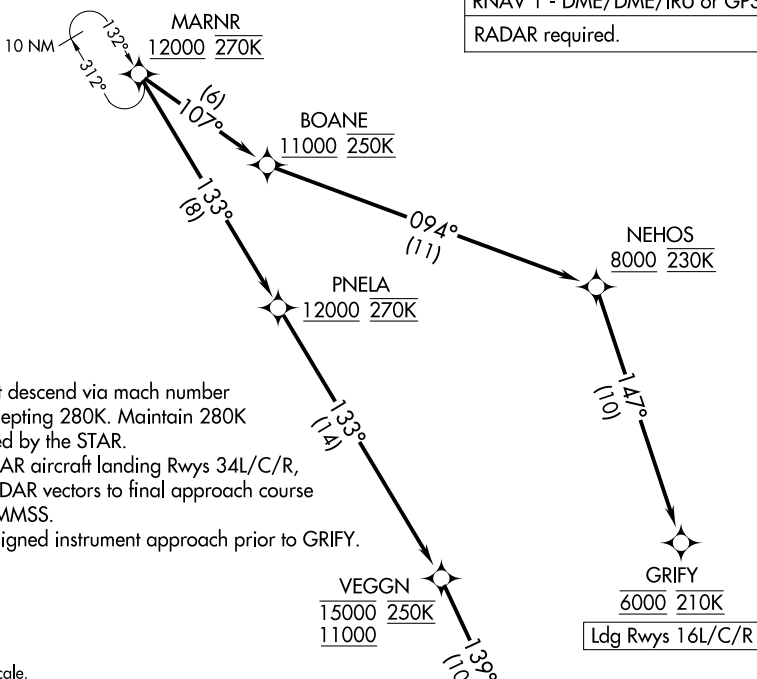 RNAV 1 - DME/DME/IRU or GPS
RADAR required.
MARNR
12000 270K
10 NM
132°
312°
(6)
107°
BOANE
11000 250K
133°
(8)
094°
(11)
NEHOS
8000 230K
PNELA
12000 270K
147°
(10)
t descend via mach number
epting 280K. Maintain 280K
ed by the STAR.
AR aircraft landing Rwys 34L/C/R,
DAR vectors to final approach course
MMSS.
igned instrument approach prior to GRIFY.
133°
(14)
VEGGN
15000 250K
11000
139°
(10
GRIFY
6000 210K
Ldg Rwys 16L/C/R
cale.